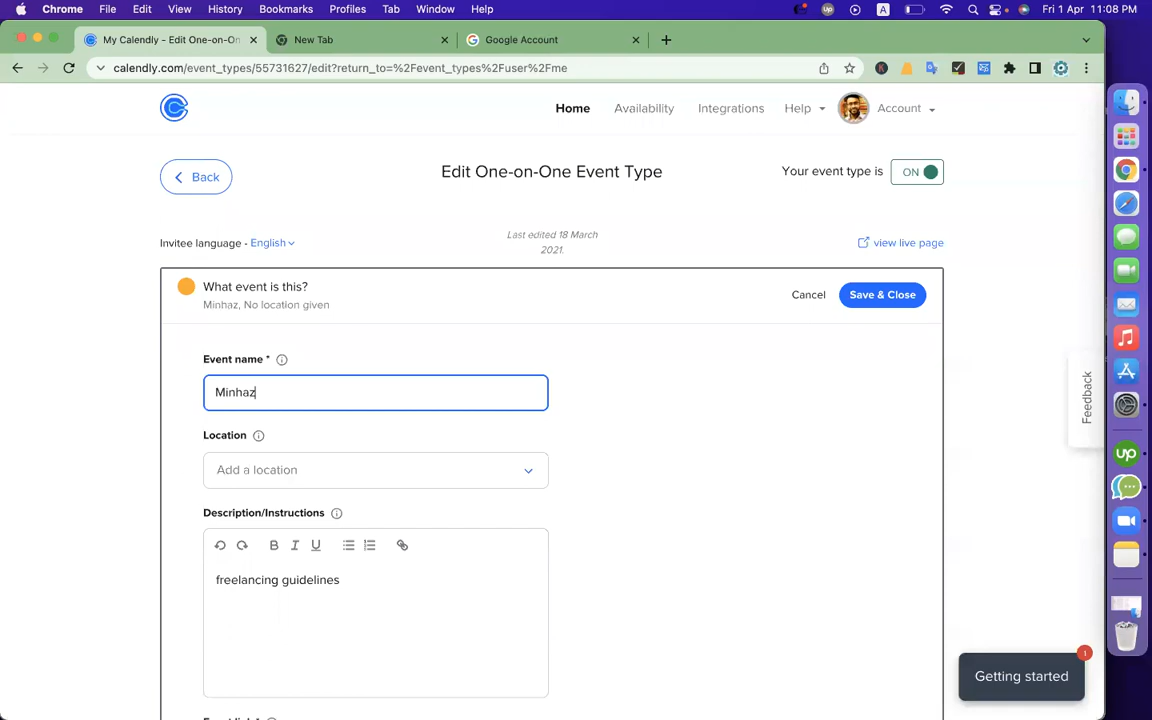 Chrome File Edit View History Bookmarks Profiles Tab Window Help
up A Fri 1 Apr 11:08 PM
My Calendly - Edit One-on-On
New Tab
Google Account
calendly.com/event_types/55731627/edit?return_to=%2Fevent_types%2Fuser%2Fme
Home Availability Integrations Help Account
Back
Edit One-on-One Event Type
Your event type is ON
Invitee language - English
Last edited 18 March
2021.
view live page
What event is this?
Minhaz, No location given
Cancel Save & Close
Event name *
Minhaz
Location
Add a location
Description/Instructions
B I U
freelancing guidelines
Feedback
up
1
Getting started